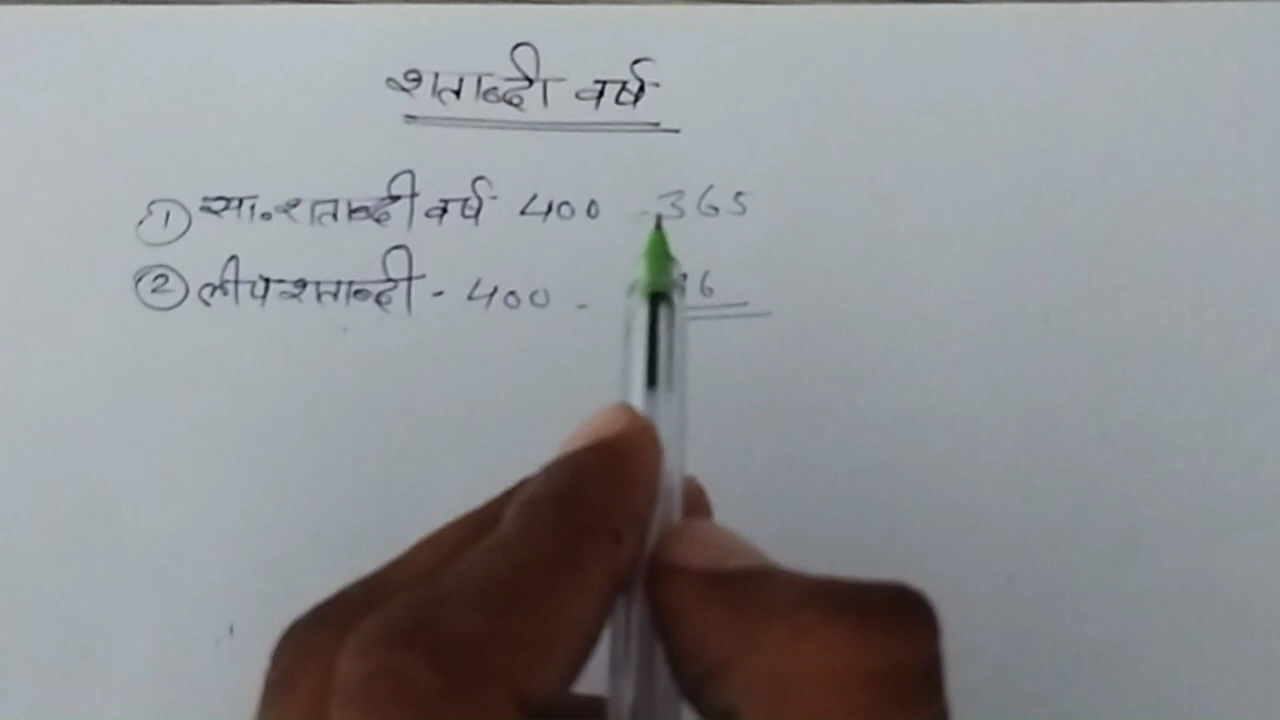 शताब्दी वर्ष
① सा.शताब्दी वर्ष 400 - 365
② लीपशताब्दी - 400 -